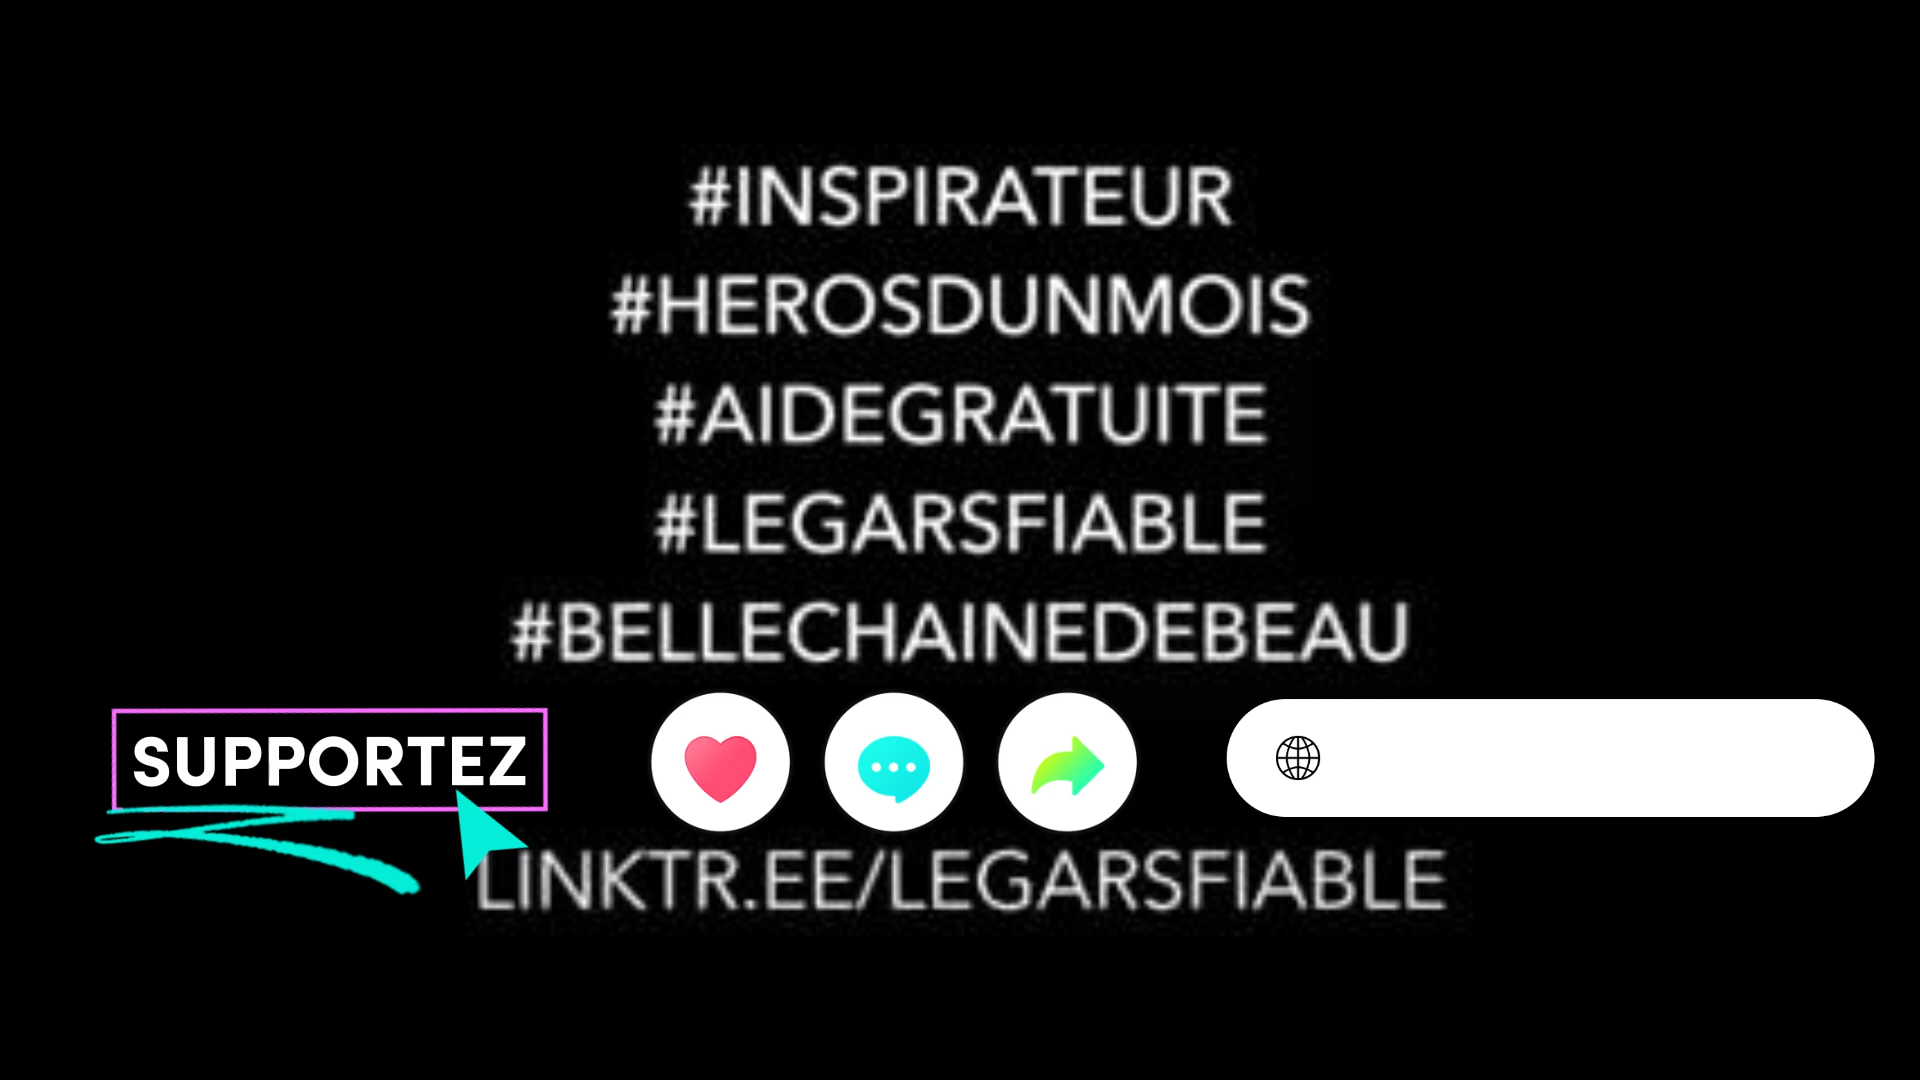 #INSPIRATEUR
#HEROSDUNMOIS
#AIDEGRATUITE
#LEGARSFIABLE
#BELLECHAINEDEBEAU
SUPPORTEZ
LINKTR.EE/LEGARSFIABLE